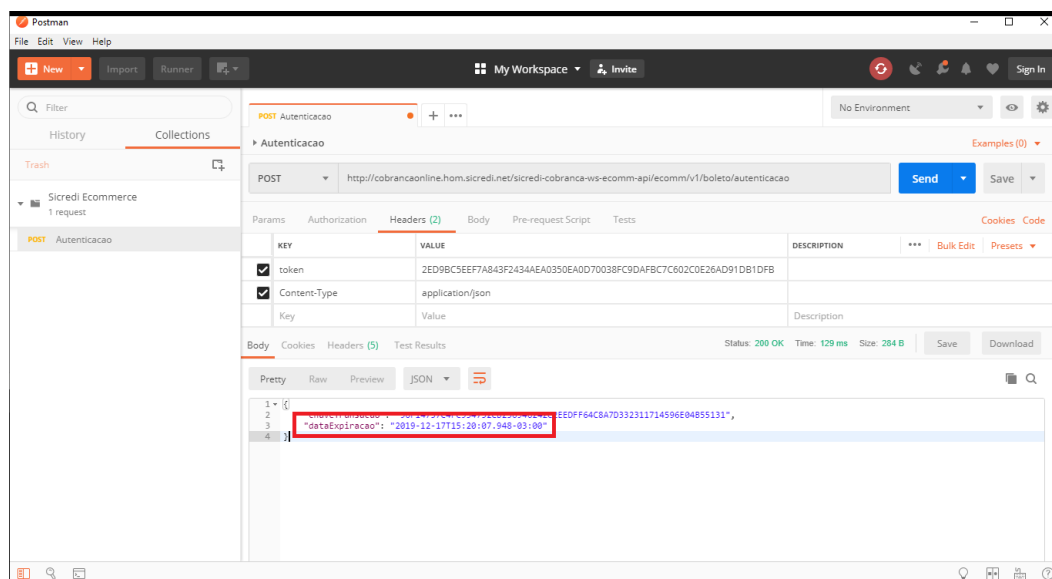 Postman
File Edit View Help
New Import Runner My Workspace Invite Sign In
Filter
History Collections
Trash
Sicredi Ecommerce
1 request
POST Autenticacao
POST Autenticacao
No Environment
Autenticacao
Examples (0)
POST http://cobrancaonline.hom.sicredi.net/sicredi-cobranca-ws-ecomm-api/ecomm/v1/boleto/autenticacao Send Save
Params Authorization Headers (2) Body Pre-request Script Tests Cookies Code
KEY VALUE DESCRIPTION Bulk Edit Presets
token 2ED9BC5EEF7A843F2434AEA0350EA0D70038FC9DAFBC7C602C0E26AD91DB1DFB
Content-Type application/json
Key Value Description
Body Cookies Headers (5) Test Results Status: 200 OK Time: 129 ms Size: 284 B Save Download
Pretty Raw Preview JSON
1 {
2
3 "dataExpiracao": "2019-12-17T15:20:07.948-03:00"
4 }